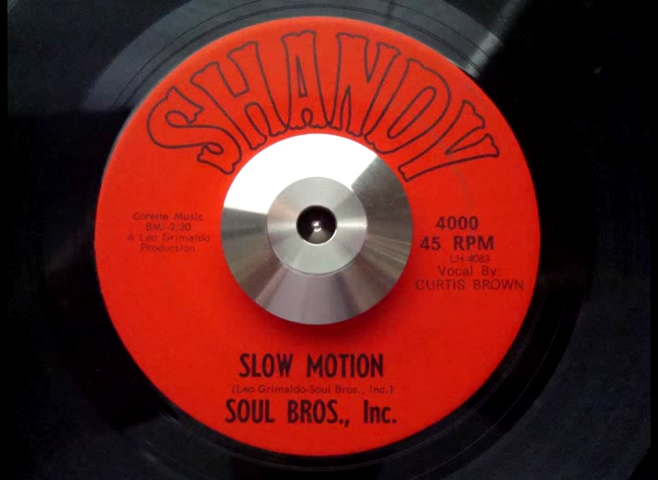 SHANDY
Coreste Music
BMI-2:30
A Leo Grimaldo
Production
4000
45 RPM
LH-4063
Vocal By:
CURTIS BROWN
SLOW MOTION
(Leo Grimaldo-Soul Bros., Inc.)
SOUL BROS., Inc.